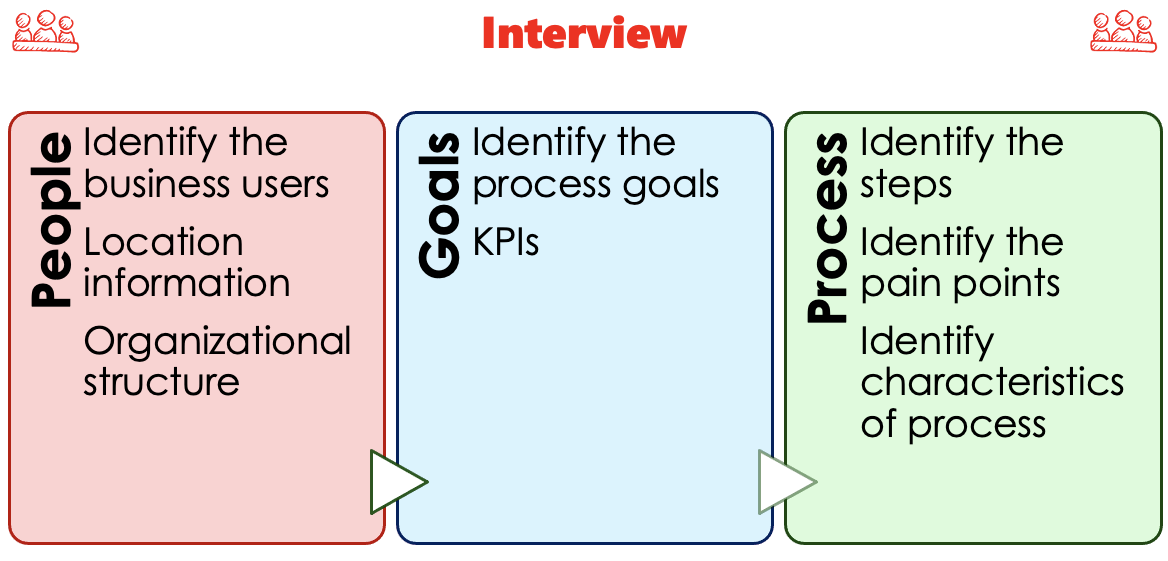 Interview
People
Identify the
business users
Location
information
Organizational
structure
Goals
Identify the
process goals
KPIs
Process
Identify the
steps
Identify the
pain points
Identify
characteristics
of process